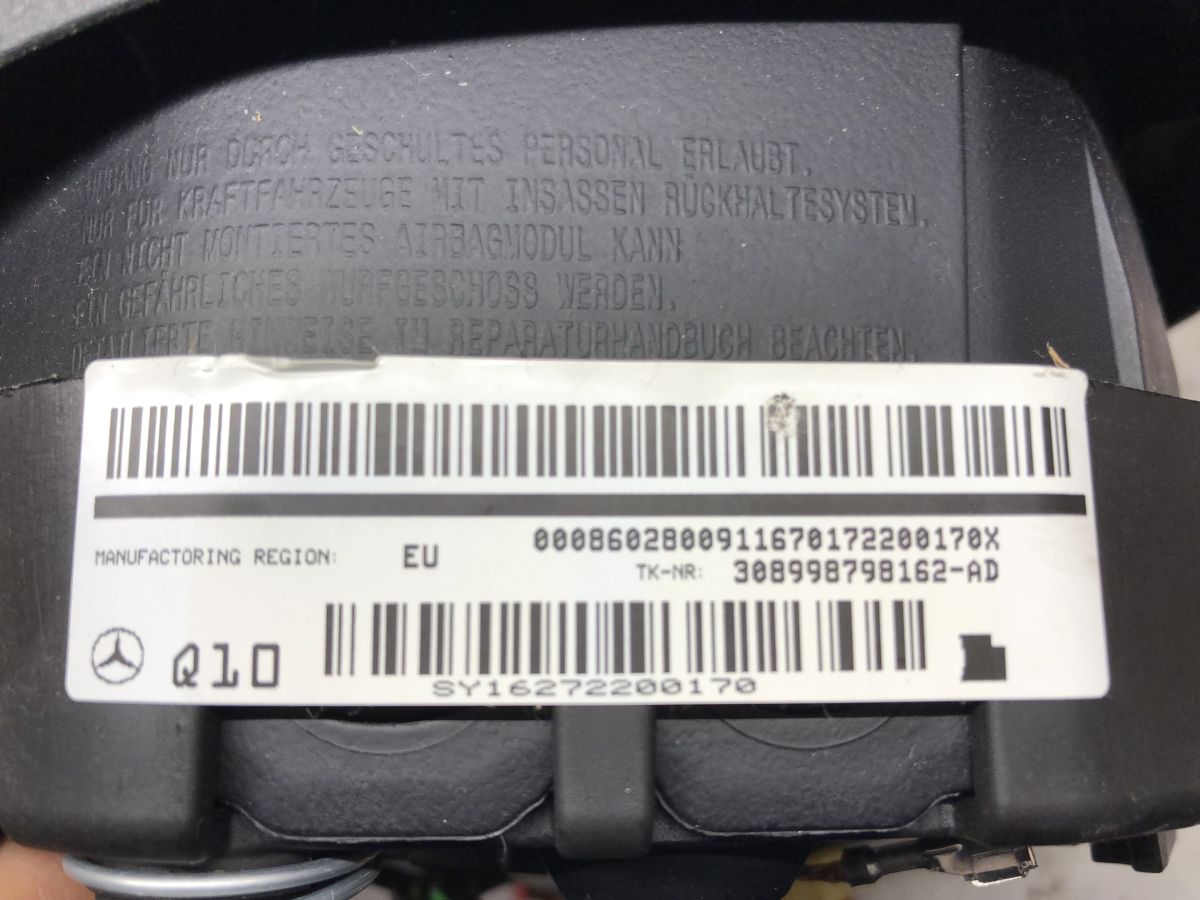 NUR DURCH GESCHULTES PERSONAL ERLAUBT.
NUR FÜR KRAFTFAHRZEUGE MIT INSASSEN RÜCKHALTESYSTEM.
NICHT MONTIERTES AIRBAGMODUL KANN
EIN GEFÄHRLICHES WURFGESCHOSS WERDEN.
HINWEISE IM REPARATURHANDBUCH BEACHTEN.
MANUFACTORING REGION: EU 0008602800911670172200170X
TK-NR: 308998798162-AD
Q10
SY16272200170